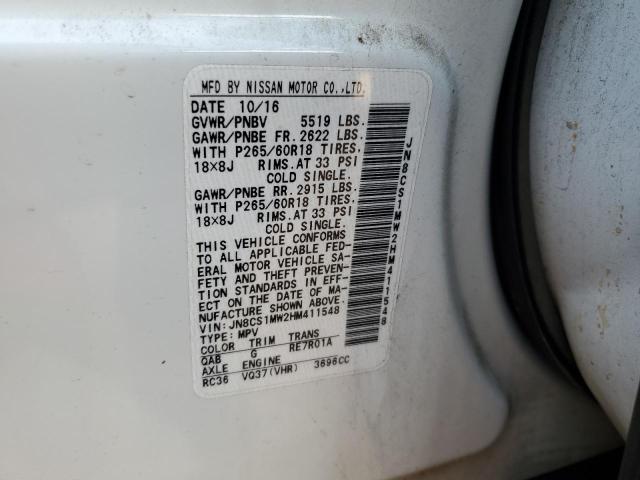 MFD BY NISSAN MOTOR CO.,LTD.
DATE 10/16
GVWR/PNBV 5519 LBS.
GAWR/PNBE FR. 2622 LBS.
WITH P265/60R18 TIRES.
18X8J RIMS.AT 33 PSI
COLD SINGLE.
GAWR/PNBE RR. 2915 LBS.
WITH P265/60R18 TIRES.
18X8J RIMS.AT 33 PSI
COLD SINGLE.
THIS VEHICLE CONFORMS
TO ALL APPLICABLE FED-
ERAL MOTOR VEHICLE SA-
FETY AND THEFT PREVEN-
TION STANDARDS IN EFF-
ECT ON THE DATE OF MA-
NUFACTURE SHOWN ABOVE.
VIN: JN8CS1MW2HM411548
TYPE: MPV
COLOR TRIM TRANS
QAB G RE7R01A
AXLE ENGINE
RC36 VQ37(VHR) 3696CC
JN8CS1MW2HM411548